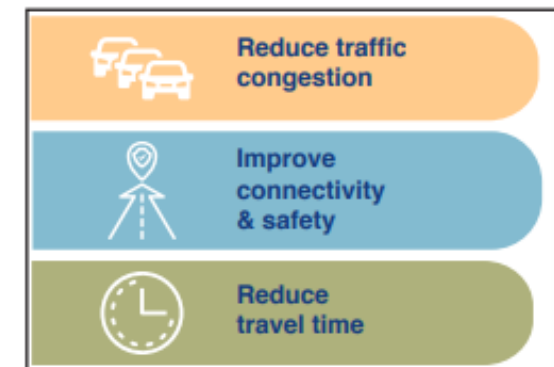 Reduce traffic
congestion
Improve
connectivity
& safety
Reduce
travel time